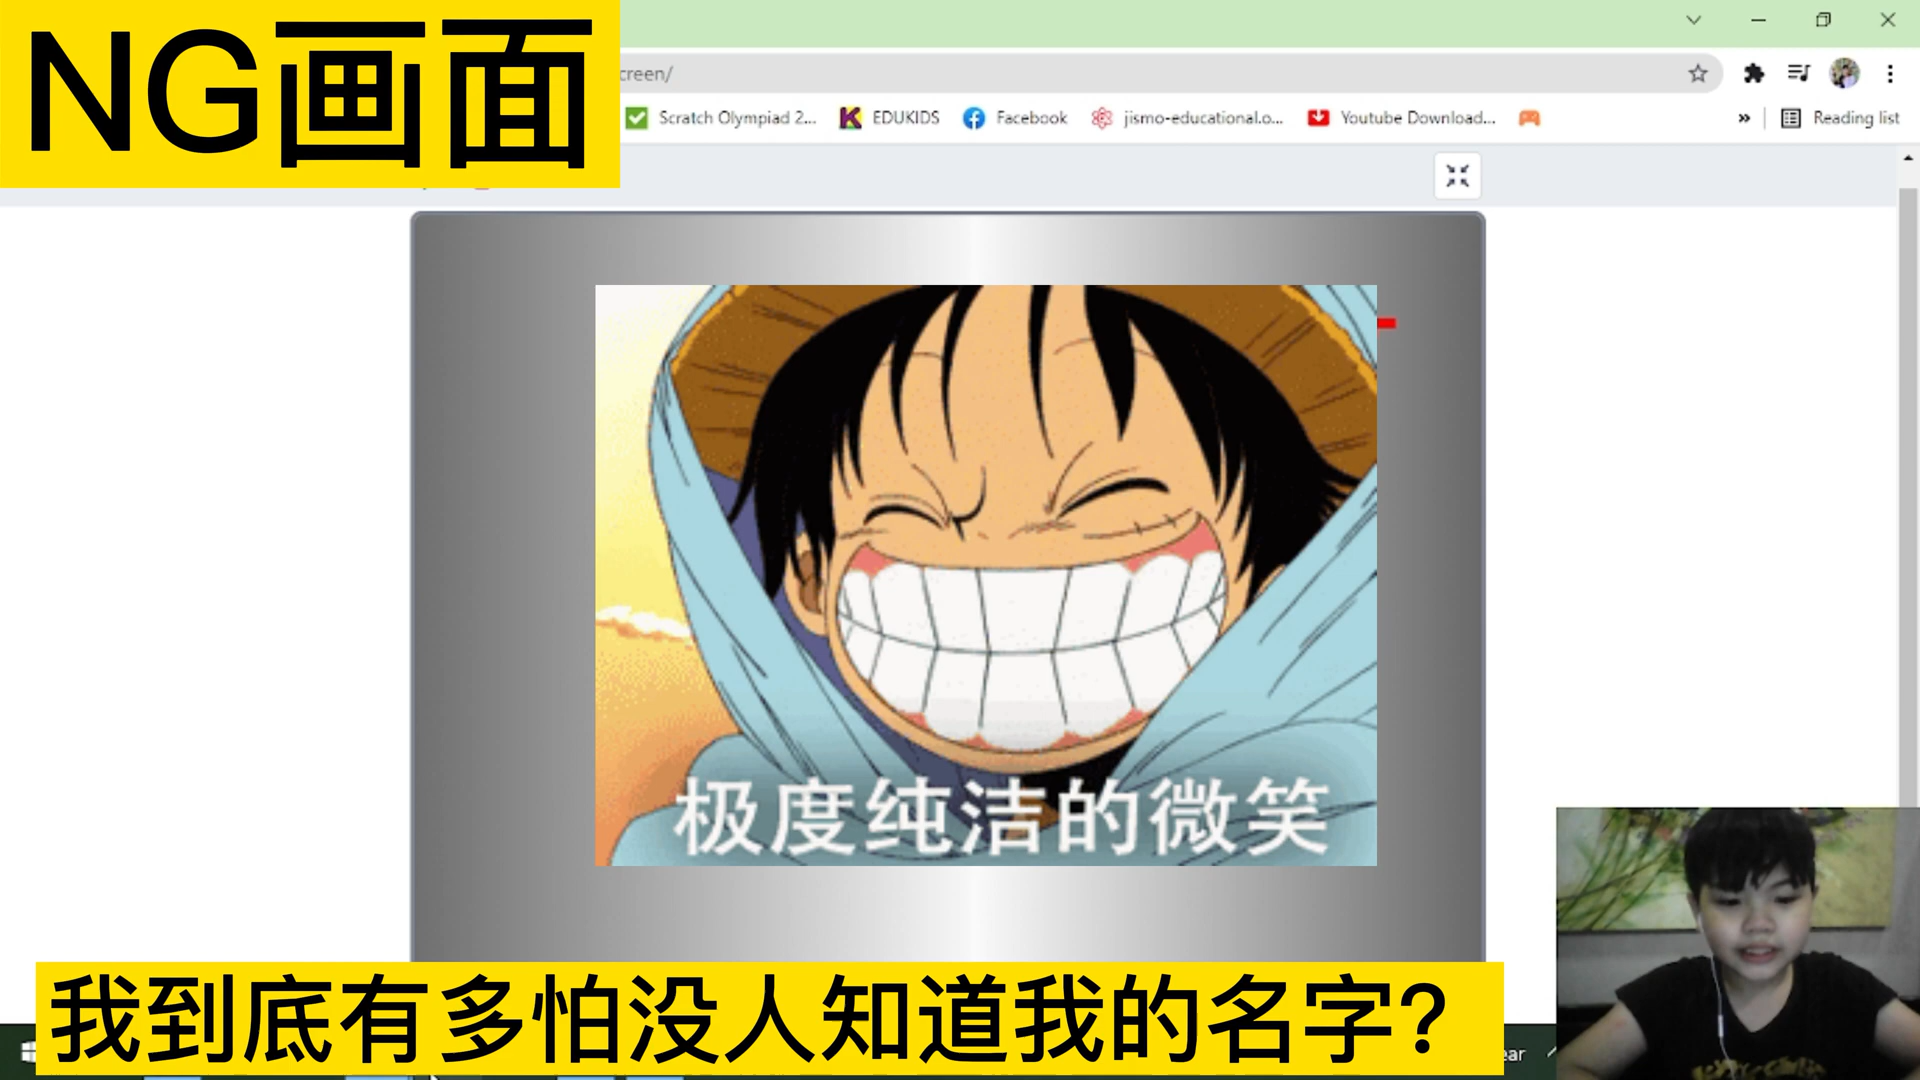 NG画面
creen/
Scratch Olympiad 2...
EDUKIDS
Facebook
jismo-educational.o...
Youtube Download...
»
Reading list
极度纯洁的微笑
我到底有多怕没人知道我的名字?
ear